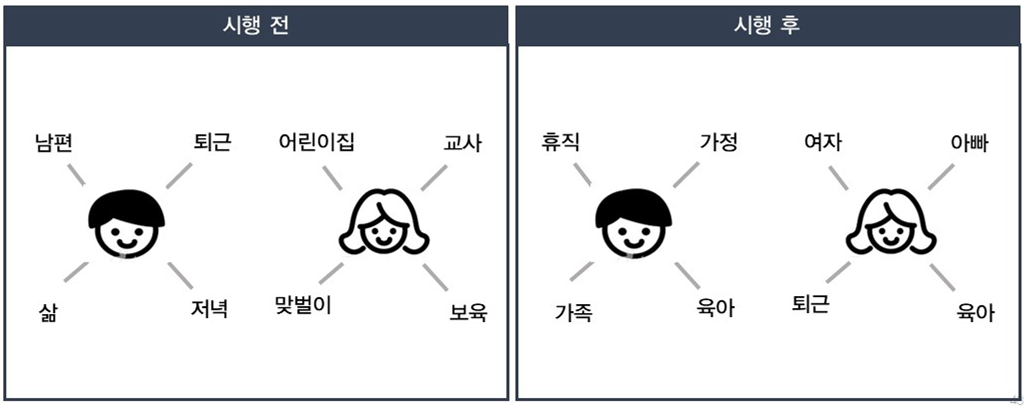 시행 전
시행 후
남편
퇴근
어린이집
교사
삶
저녁
맞벌이
보육
휴직
가정
여자
아빠
가족
육아
퇴근
육아